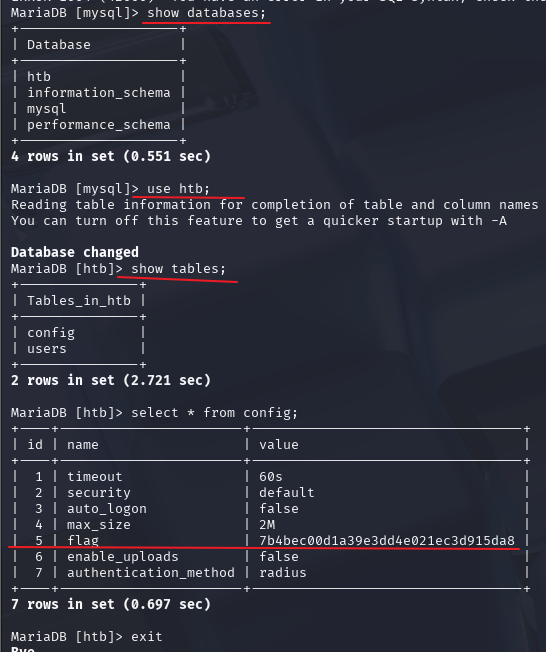 MariaDB [mysql]> show databases;
+--------------------+
| Database           |
+--------------------+
| htb                |
| information_schema |
| mysql              |
| performance_schema |
+--------------------+
4 rows in set (0.551 sec)
MariaDB [mysql]> use htb;
Reading table information for completion of table and column names
You can turn off this feature to get a quicker startup with -A
Database changed
MariaDB [htb]> show tables;
+---------------+
| Tables_in_htb |
+---------------+
| config        |
| users         |
+---------------+
2 rows in set (2.721 sec)
MariaDB [htb]> select * from config;
+----+-----------------------+----------------------------------+
| id | name                  | value                            |
+----+-----------------------+----------------------------------+
|  1 | timeout               | 60s                              |
|  2 | security              | default                          |
|  3 | auto_logon            | false                            |
|  4 | max_size              | 2M                               |
|  5 | flag                  | 7b4bec00d1a39e3dd4e021ec3d915da8 |
|  6 | enable_uploads        | false                            |
|  7 | authentication_method | radius                           |
+----+-----------------------+----------------------------------+
7 rows in set (0.697 sec)
MariaDB [htb]> exit
Bye